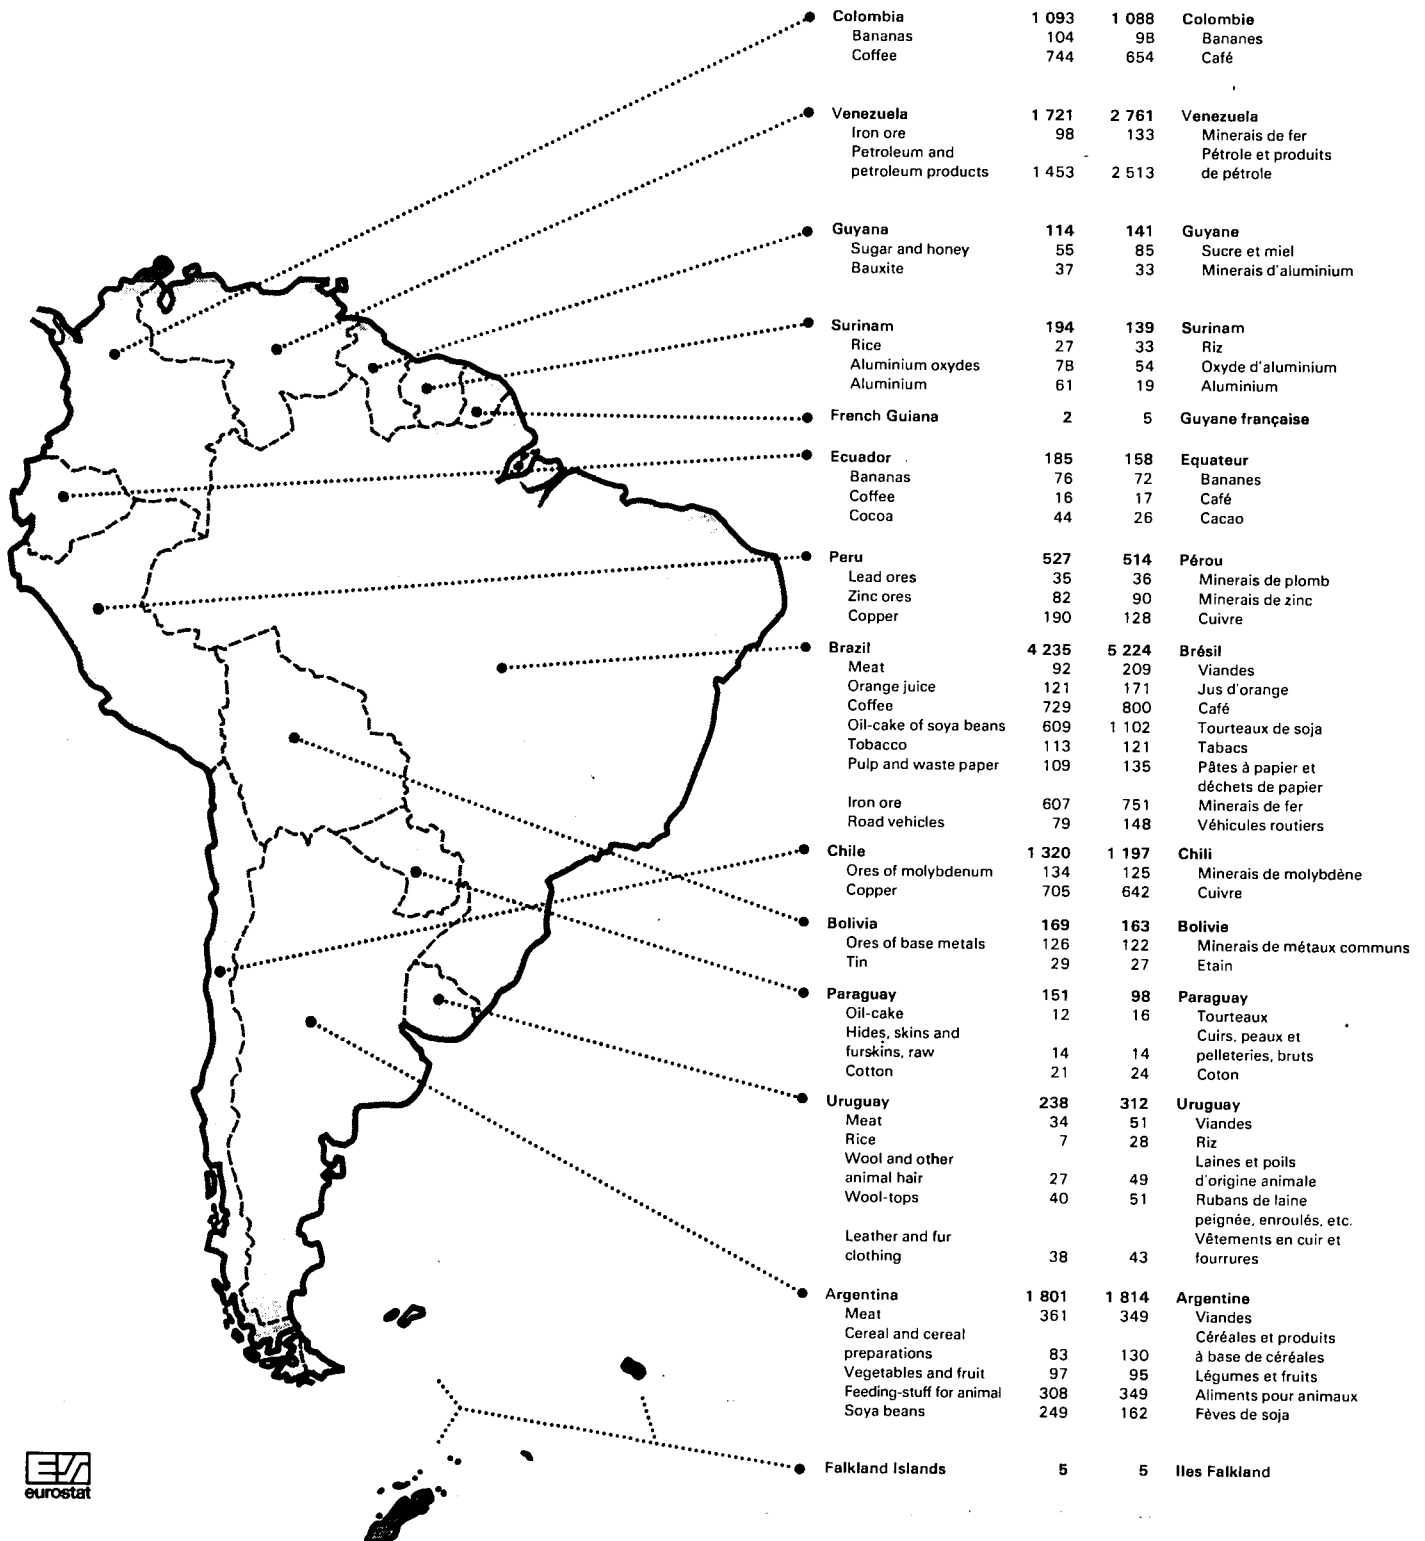 Colombia 1 093 1 088 Colombie
Bananas 104 98 Bananes
Coffee 744 654 Café
Venezuela 1 721 2 761 Venezuela
Iron ore 98 133 Minerais de fer
Petroleum and Pétrole et produits
petroleum products 1 453 2 513 de pétrole
Guyana 114 141 Guyane
Sugar and honey 55 85 Sucre et miel
Bauxite 37 33 Minerais d'aluminium
Surinam 194 139 Surinam
Rice 27 33 Riz
Aluminium oxydes 78 54 Oxyde d'aluminium
Aluminium 61 19 Aluminium
French Guiana 2 5 Guyane française
Ecuador 185 158 Equateur
Bananas 76 72 Bananes
Coffee 16 17 Café
Cocoa 44 26 Cacao
Peru 527 514 Pérou
Lead ores 35 36 Minerais de plomb
Zinc ores 82 90 Minerais de zinc
Copper 190 128 Cuivre
Brazil 4 235 5 224 Brésil
Meat 92 209 Viandes
Orange juice 121 171 Jus d'orange
Coffee 729 800 Café
Oil-cake of soya beans 609 1 102 Tourteaux de soja
Tobacco 113 121 Tabacs
Pulp and waste paper 109 135 Pâtes à papier et
déchets de papier
Iron ore 607 751 Minerais de fer
Road vehicles 79 148 Véhicules routiers
Chile 1 320 1 197 Chili
Ores of molybdenum 134 125 Minerais de molybdène
Copper 705 642 Cuivre
Bolivia 169 163 Bolivie
Ores of base metals 126 122 Minerais de métaux communs
Tin 29 27 Etain
Paraguay 151 98 Paraguay
Oil-cake 12 16 Tourteaux
Hides, skins and Cuirs, peaux et
furskins, raw 14 14 pelleteries, bruts
Cotton 21 24 Coton
Uruguay 238 312 Uruguay
Meat 34 51 Viandes
Rice 7 28 Riz
Wool and other Laines et poils
animal hair 27 49 d'origine animale
Wool-tops 40 51 Rubans de laine
peignée, enroulés, etc.
Leather and fur Vêtements en cuir et
clothing 38 43 fourrures
Argentina 1 801 1 814 Argentine
Meat 361 349 Viandes
Cereal and cereal Céréales et produits
preparations 83 130 à base de céréales
Vegetables and fruit 97 95 Légumes et fruits
Feeding-stuff for animal 308 349 Aliments pour animaux
Soya beans 249 162 Fèves de soja
Falkland Islands 5 5 Iles Falkland
eurostat